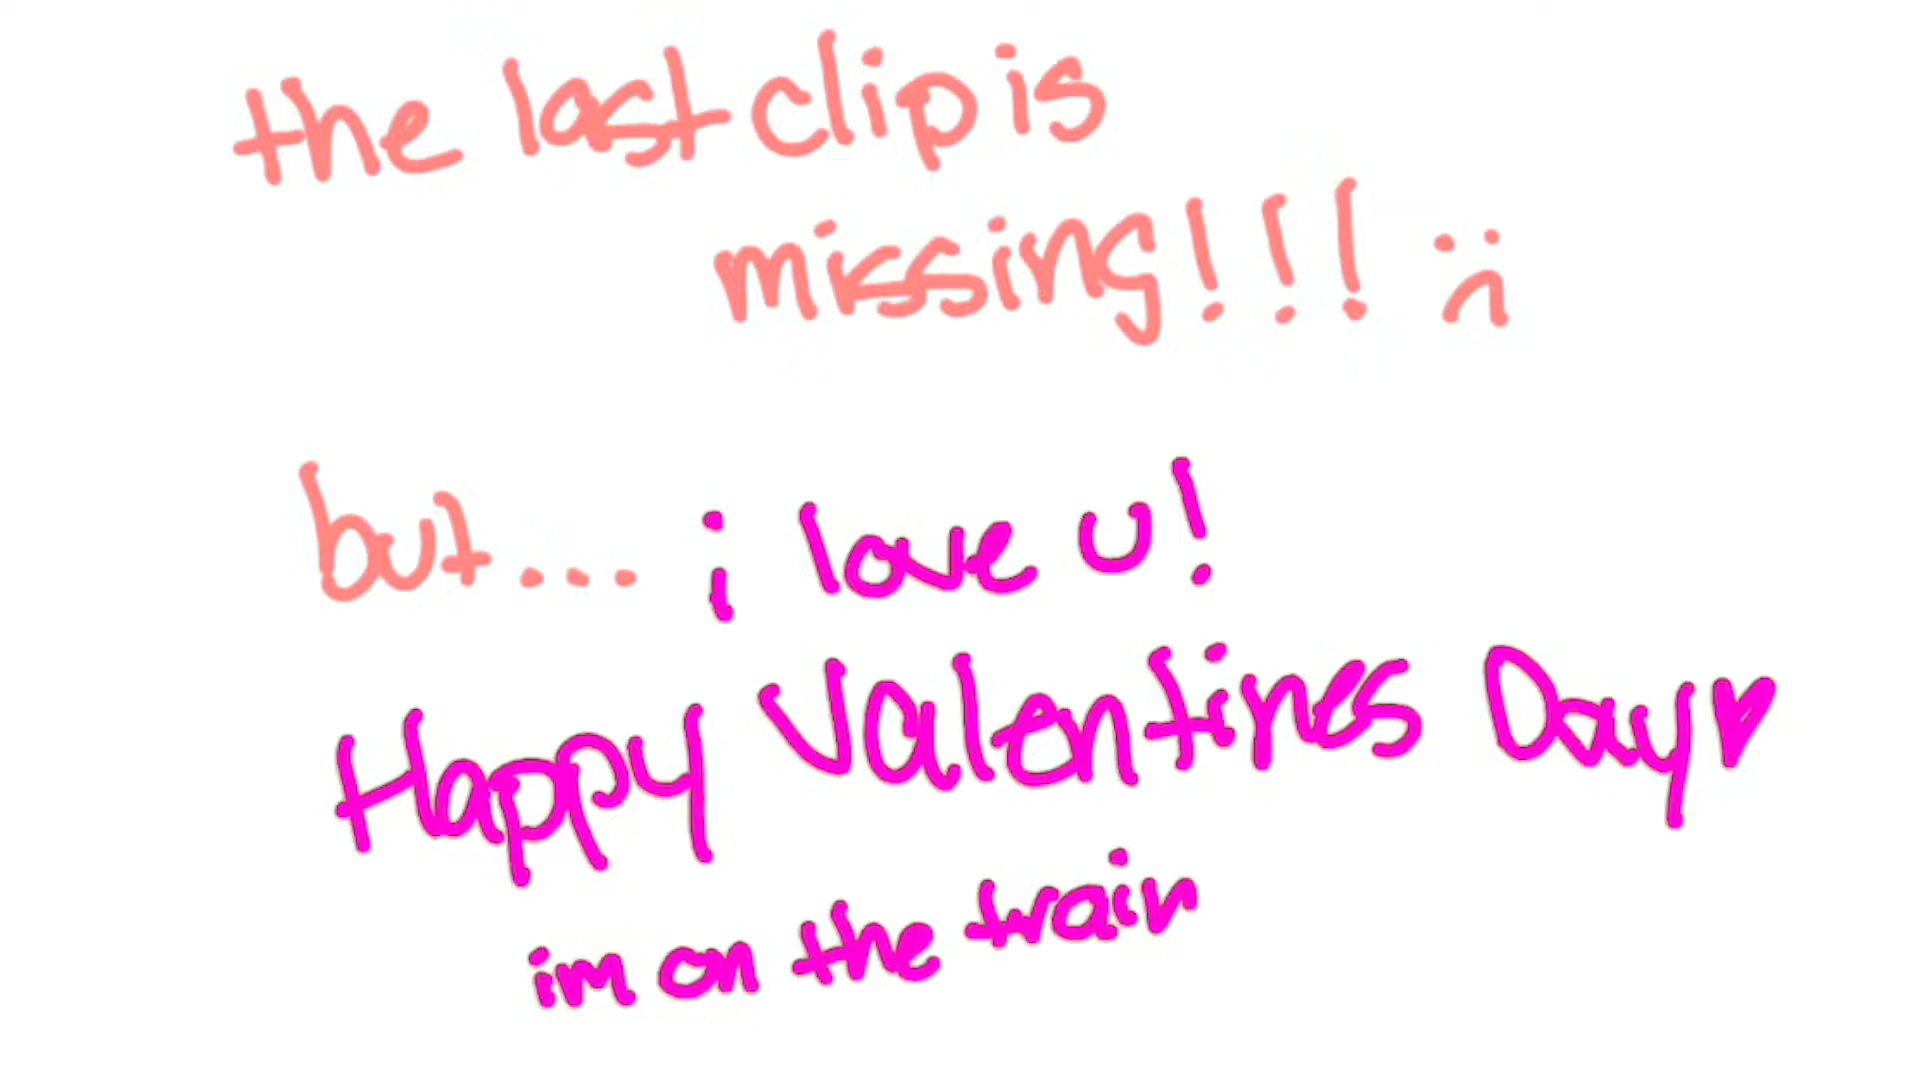 the last clip is
missing!!! :(
but... i love u!
Happy Valentines Day ♥
im on the train